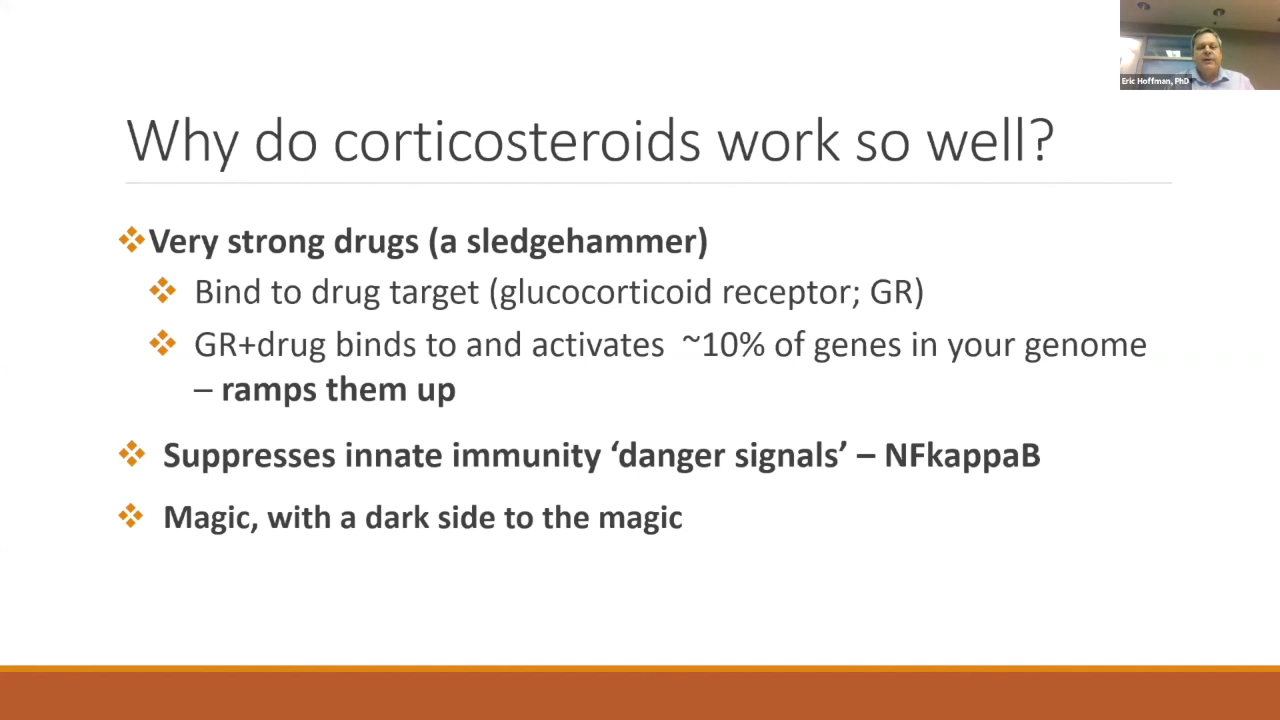 Eric Hoffman, PhD
Why do corticosteroids work so well?
Very strong drugs (a sledgehammer)
Bind to drug target (glucocorticoid receptor; GR)
GR+drug binds to and activates ~10% of genes in your genome
– ramps them up
Suppresses innate immunity ‘danger signals’ – NFkappaB
Magic, with a dark side to the magic